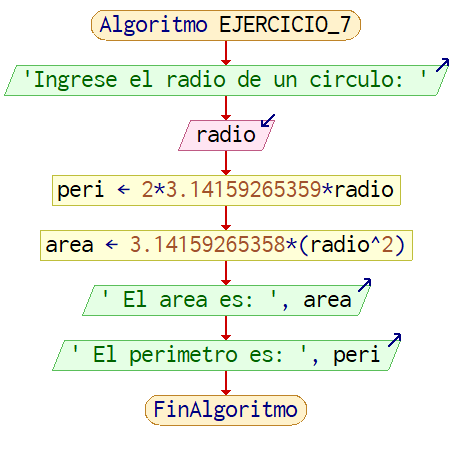 Algoritmo EJERCICIO_7
'Ingrese el radio de un circulo: '
radio
peri ← 2*3.14159265359*radio
area ← 3.14159265358*(radio^2)
' El area es: ', area
' El perimetro es: ', peri
FinAlgoritmo